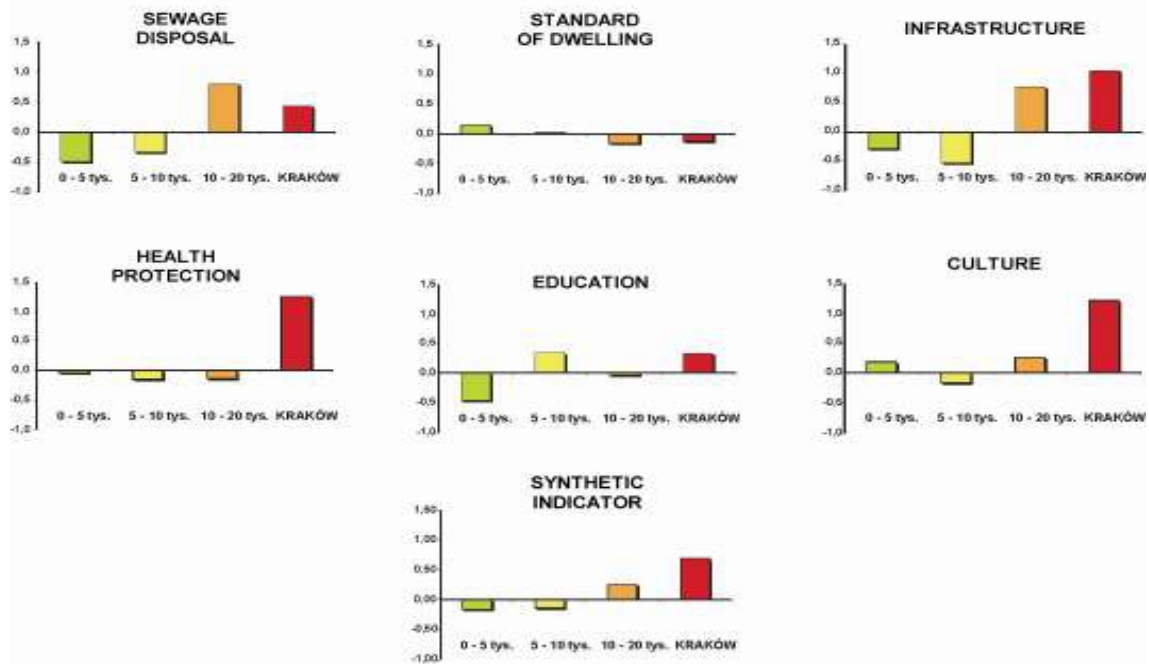 SEWAGE
DISPOSAL
1,5
1,0
0,5
0,0
-0,5
-1,0
0 - 5 tys. 5 - 10 tys. 10 - 20 tys. KRAKÓW
STANDARD
OF DWELLING
1,5
1,0
0,5
0,0
-0,5
-1,0
0 - 5 tys. 5 - 10 tys. 10 - 20 tys. KRAKÓW
INFRASTRUCTURE
1,5
1,0
0,5
0,0
-0,5
-1,0
0 - 5 tys. 5 - 10 tys. 10 - 20 tys. KRAKÓW
HEALTH
PROTECTION
1,5
1,0
0,5
0,0
-0,5
-1,0
0 - 5 tys. 5 - 10 tys. 10 - 20 tys. KRAKÓW
EDUCATION
1,5
1,0
0,5
0,0
-0,5
-1,0
0 - 5 tys. 5 - 10 tys. 10 - 20 tys. KRAKÓW
CULTURE
1,5
1,0
0,5
0,0
-0,5
-1,0
0 - 5 tys. 5 - 10 tys. 10 - 20 tys. KRAKÓW
SYNTHETIC
INDICATOR
1,50
1,00
0,50
0,00
-0,50
-1,00
0 - 5 tys. 5 - 10 tys. 10 - 20 tys. KRAKÓW